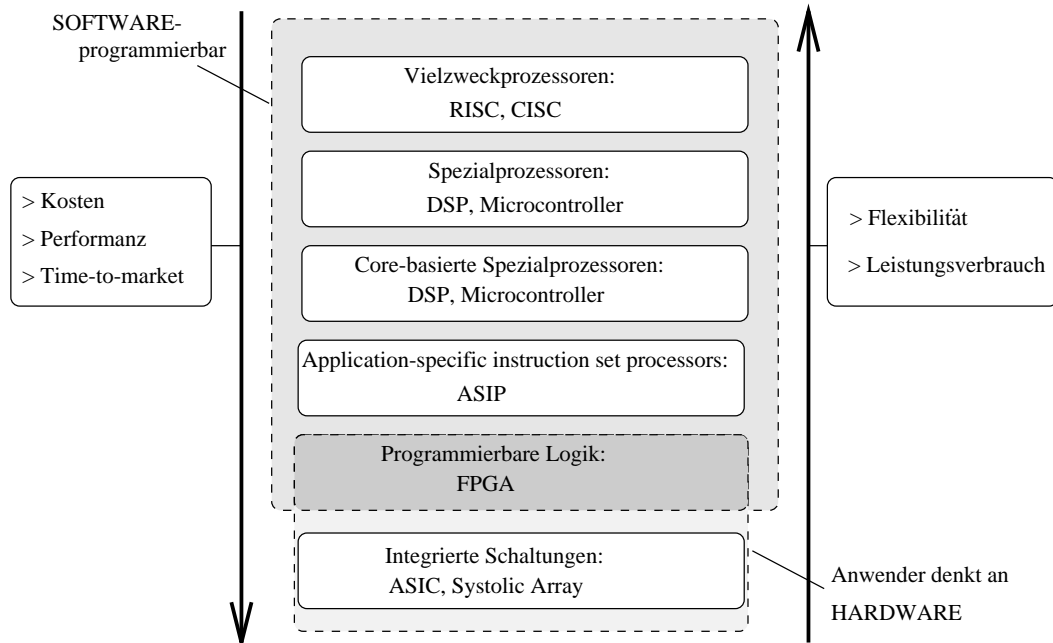 SOFTWARE-
programmierbar
Vielzweckprozessoren:
RISC, CISC
Spezialprozessoren:
DSP, Microcontroller
> Kosten
> Performanz
> Time-to-market
> Flexibilität
> Leistungsverbrauch
Core-basierte Spezialprozessoren:
DSP, Microcontroller
Application-specific instruction set processors:
ASIP
Programmierbare Logik:
FPGA
Integrierte Schaltungen:
ASIC, Systolic Array
Anwender denkt an
HARDWARE